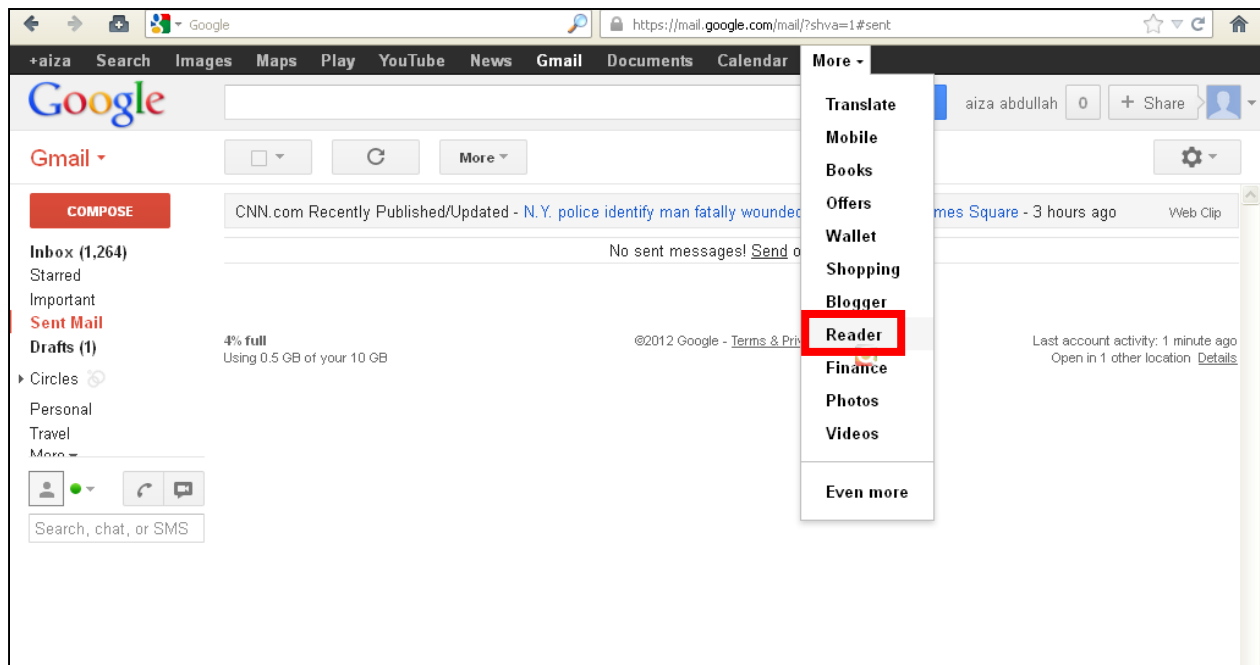 Google https://mail.google.com/mail/?shva=1#sent
+aiza Search Images Maps Play YouTube News Gmail Documents Calendar More
Google
aiza abdullah 0 + Share
Gmail
More
COMPOSE
CNN.com Recently Published/Updated - N.Y. police identify man fatally wounded mes Square - 3 hours ago Web Clip
No sent messages! Send
Inbox (1,264)
Starred
Important
Sent Mail
Drafts (1)
Circles
Personal
Travel
More
4% full
Using 0.5 GB of your 10 GB
©2012 Google - Terms &
Last account activity: 1 minute ago
Open in 1 other location Details
Search, chat, or SMS
Translate
Mobile
Books
Offers
Wallet
Shopping
Blogger
Reader
Finance
Photos
Videos
Even more